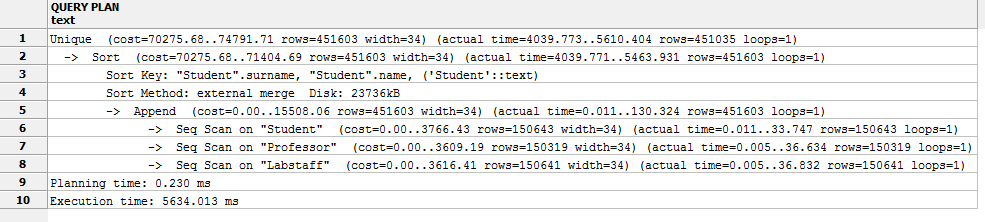 QUERY PLAN
text
1 Unique (cost=70275.68..74791.71 rows=451603 width=34) (actual time=4039.773..5610.404 rows=451035 loops=1)
2 -> Sort (cost=70275.68..71404.69 rows=451603 width=34) (actual time=4039.771..5463.931 rows=451603 loops=1)
3 Sort Key: "Student".surname, "Student".name, ('Student'::text)
4 Sort Method: external merge Disk: 23736kB
5 -> Append (cost=0.00..15508.06 rows=451603 width=34) (actual time=0.011..130.324 rows=451603 loops=1)
6 -> Seq Scan on "Student" (cost=0.00..3766.43 rows=150643 width=34) (actual time=0.011..33.747 rows=150643 loops=1)
7 -> Seq Scan on "Professor" (cost=0.00..3609.19 rows=150319 width=34) (actual time=0.005..36.634 rows=150319 loops=1)
8 -> Seq Scan on "Labstaff" (cost=0.00..3616.41 rows=150641 width=34) (actual time=0.005..36.832 rows=150641 loops=1)
9 Planning time: 0.230 ms
10 Execution time: 5634.013 ms